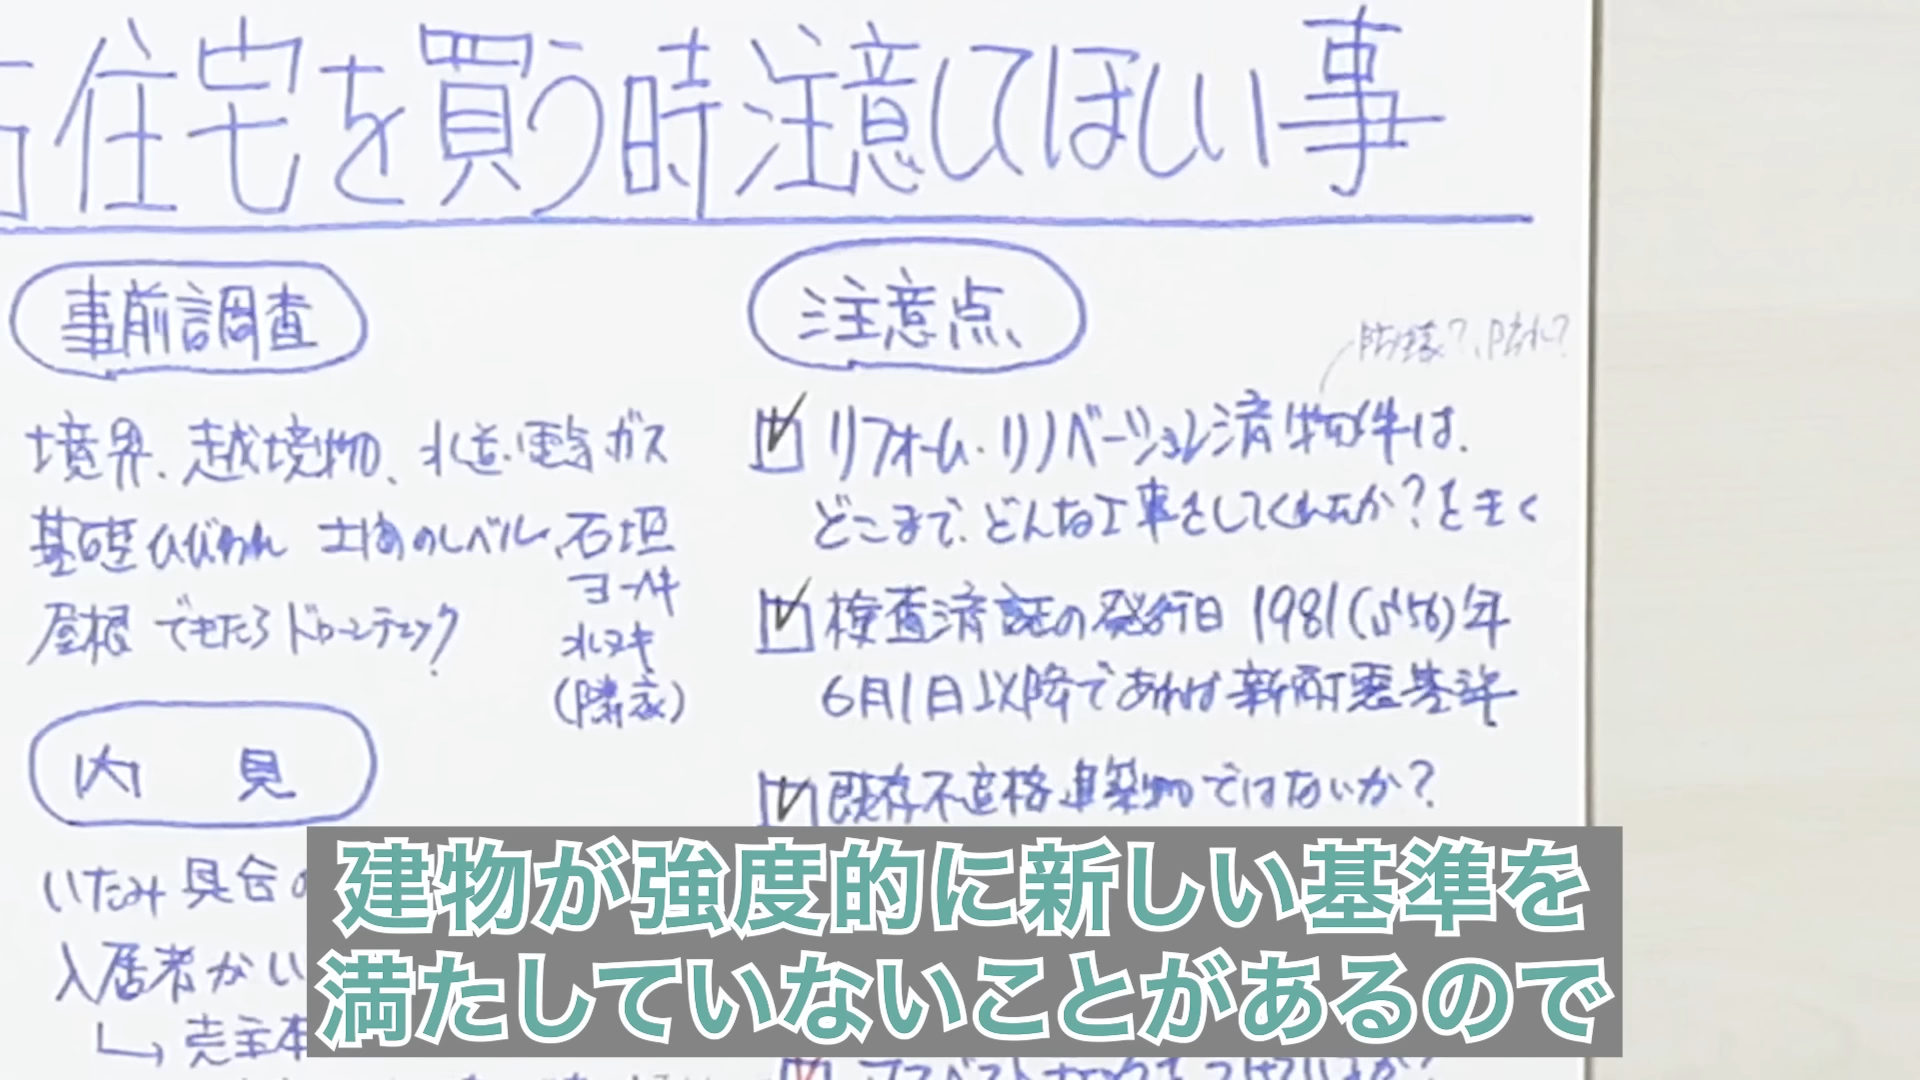 古住宅を買う時注意してほしい事
事前調査
境界、越境物、水道・電気ガス
基礎ひびわれ 土地のレベル、石垣
ヨーヘキ
水ヌキ
(隣家)
屋根 できたらドローンチェック!
内 見
いたみ具合の
入居者がい
↳ 売主本
注意点
リフォーム・リノベーション済物件は、
どこまで、どんな工事をしてくれたか?をきく
検査済証の発行日 1981(S56)年
6月1日以降であれば新耐震基準
既存不適格建築物ではないか?
建物が強度的に新しい基準を
満たしていないことがあるので